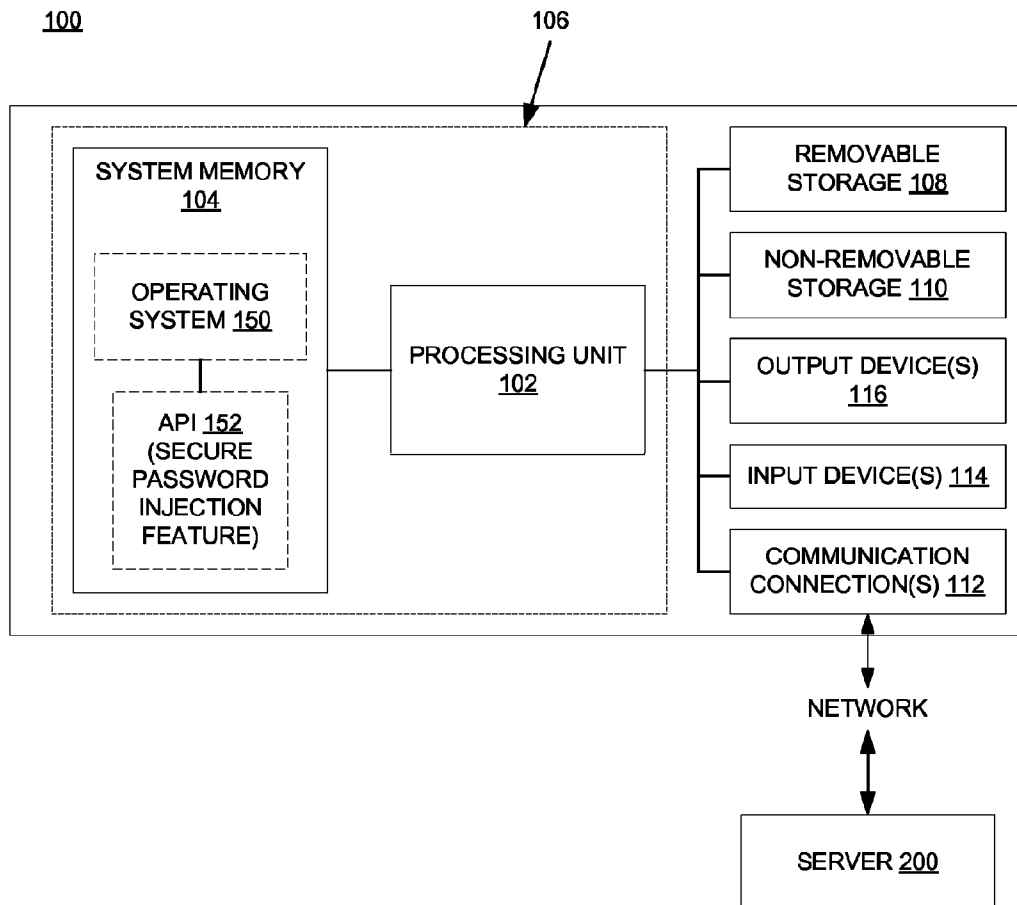 100
106
SYSTEM MEMORY
104
OPERATING
SYSTEM 150
API 152
(SECURE
PASSWORD
INJECTION
FEATURE)
PROCESSING UNIT
102
REMOVABLE
STORAGE 108
NON-REMOVABLE
STORAGE 110
OUTPUT DEVICE(S)
116
INPUT DEVICE(S) 114
COMMUNICATION
CONNECTION(S) 112
NETWORK
SERVER 200